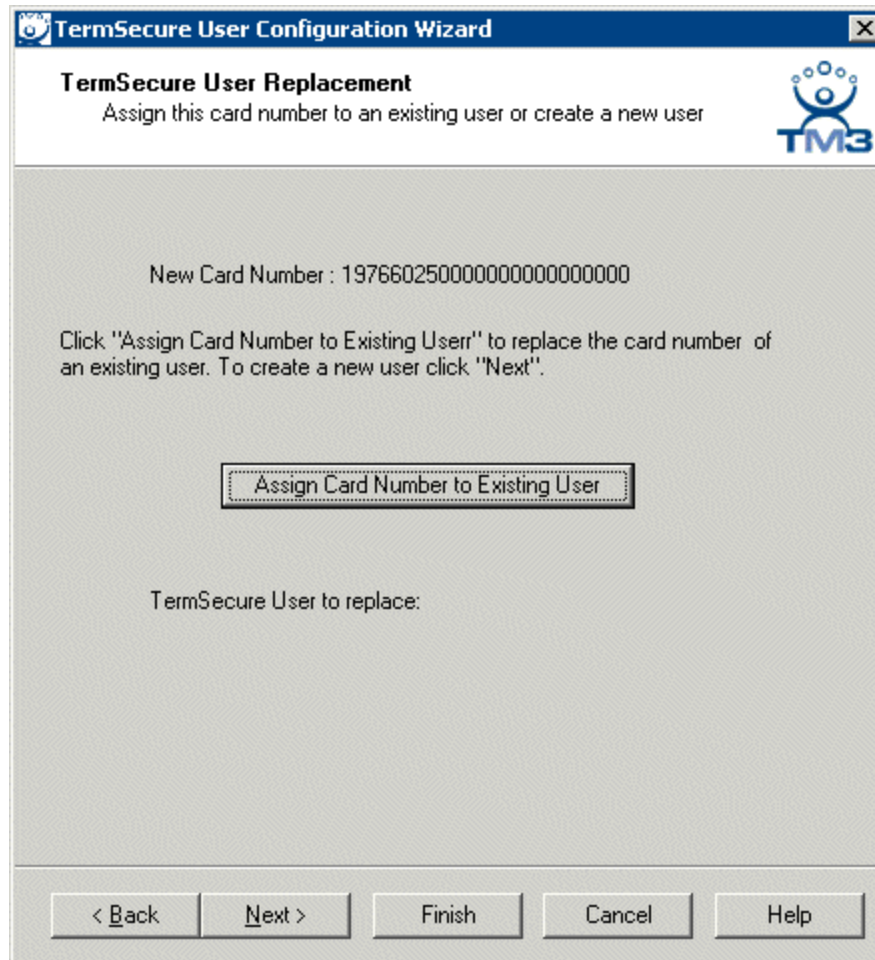 TermSecure User Configuration Wizard
TermSecure User Replacement
Assign this card number to an existing user or create a new user
TM3
New Card Number : 197660250000000000000000
Click "Assign Card Number to Existing Userr" to replace the card number  of
an existing user. To create a new user click "Next".
Assign Card Number to Existing User
TermSecure User to replace:
< Back Next > Finish Cancel Help